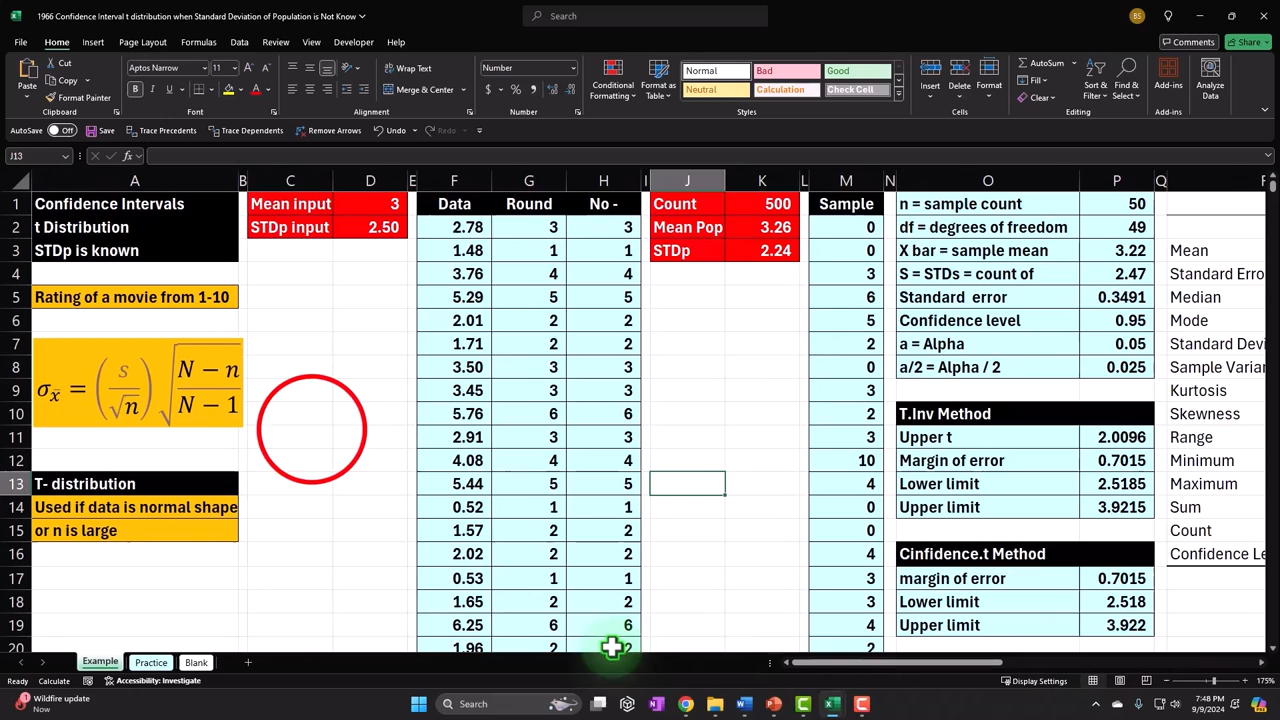 1966 Confidence Interval t distribution when Standard Deviation of Population is Not Know
Search
BS
File Home Insert Page Layout Formulas Data Review View Developer Help
Comments Share
Paste Cut Copy Format Painter Clipboard
Aptos Narrow 11 B I U A Font
Wrap Text Merge & Center Alignment
Number $ % 9 Number
Conditional Formatting Format as Table
Normal Bad Good
Neutral Calculation Check Cell
Styles
Insert Delete Format Cells
AutoSum Fill Clear Sort & Filter Find & Select Editing
Add-ins Add-ins
Analyze Data
AutoSave Off Save Trace Precedents Trace Dependents Remove Arrows Undo Redo
J13 fx
A B C D E F G H I J K L M N O P Q
1 Confidence Intervals Mean input 3 Data Round No - Count 500 Sample n = sample count 50
2 t Distribution STDp input 2.50 2.78 3 3 Mean Pop 3.26 0 df = degrees of freedom 49
3 STDp is known 1.48 1 1 STDp 2.24 0 X bar = sample mean 3.22 Mean
4 3.76 4 4 3 S = STDs = count of 2.47 Standard Erro
5 Rating of a movie from 1-10 5.29 5 5 6 Standard error 0.3491 Median
6 2.01 2 2 5 Confidence level 0.95 Mode
7 1.71 2 2 2 a = Alpha 0.05 Standard Devi
8 3.50 3 3 0 a/2 = Alpha / 2 0.025 Sample Varian
σx̄ = (s/√n) √(N − n / N − 1)
9 3.45 3 3 3 Kurtosis
10 5.76 6 6 2 T.Inv Method Skewness
11 2.91 3 3 3 Upper t 2.0096 Range
12 4.08 4 4 10 Margin of error 0.7015 Minimum
13 T- distribution 5.44 5 5 4 Lower limit 2.5185 Maximum
14 Used if data is normal shape 0.52 1 1 0 Upper limit 3.9215 Sum
15 or n is large 1.57 2 2 0 Count
16 2.02 2 2 4 Cinfidence.t Method Confidence Le
17 0.53 1 1 3 margin of error 0.7015
18 1.65 2 2 3 Lower limit 2.518
19 6.25 6 6 4 Upper limit 3.922
20 1.96 2 2 2
Example Practice Blank
Ready Calculate Accessibility: Investigate Display Settings 175%
Wildfire update
Now
Search
7:48 PM
9/9/2024